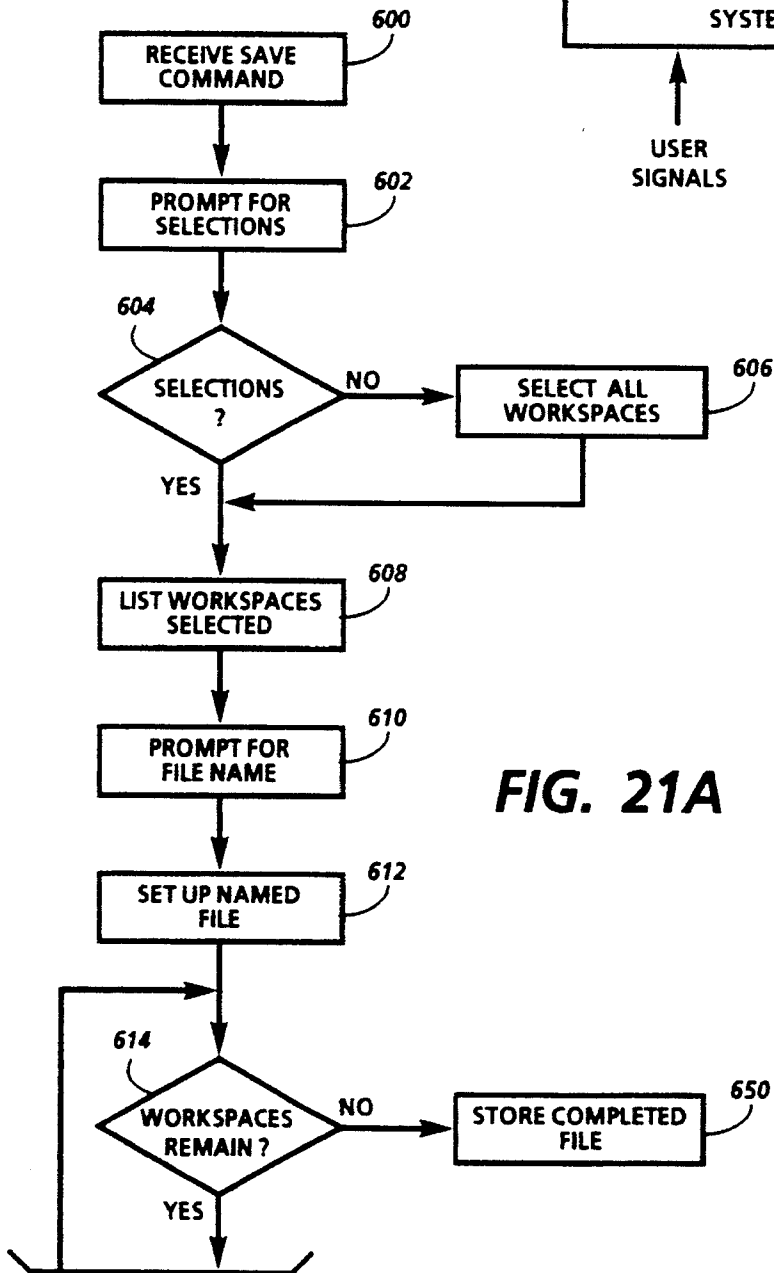 600
RECEIVE SAVE
COMMAND
SYSTE
USER
SIGNALS
602
PROMPT FOR
SELECTIONS
604
SELECTIONS
?
NO
SELECT ALL
WORKSPACES
606
YES
608
LIST WORKSPACES
SELECTED
610
PROMPT FOR
FILE NAME
FIG. 21A
612
SET UP NAMED
FILE
614
WORKSPACES
REMAIN ?
NO
STORE COMPLETED
FILE
650
YES